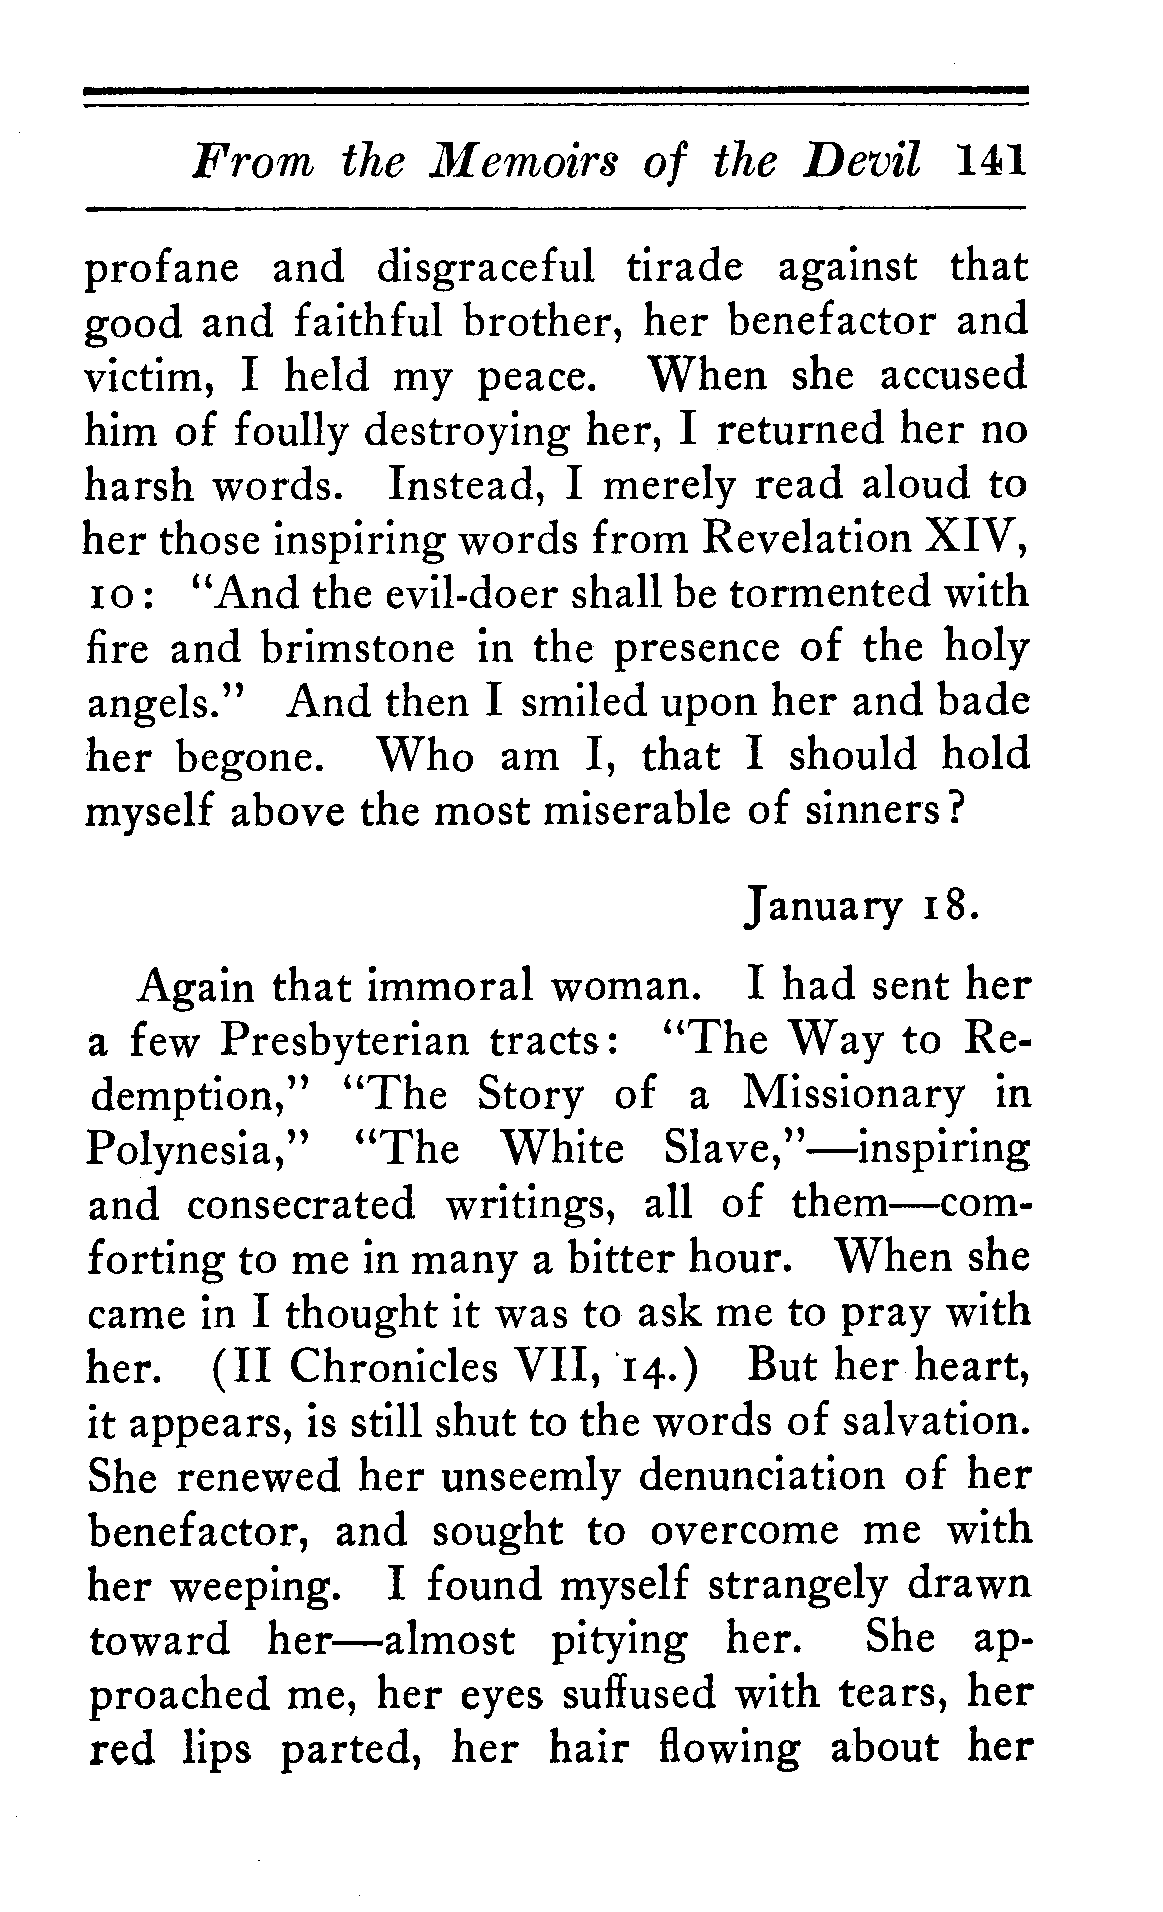 From the Memoirs of the Devil 141
profane and disgraceful tirade against that
good and faithful brother, her benefactor and
victim, I held my peace. When she accused
him of foully destroying her, I returned her no
harsh words. Instead, I merely read aloud to
her those inspiring words from Revelation XIV,
10: “And the evil-doer shall be tormented with
fire and brimstone in the presence of the holy
angels.” And then I smiled upon her and bade
her begone. Who am I, that I should hold
myself above the most miserable of sinners?
January 18.
Again that immoral woman. I had sent her
a few Presbyterian tracts: “The Way to Re-
demption,” “The Story of a Missionary in
Polynesia,” “The White Slave,”—inspiring
and consecrated writings, all of them—com-
forting to me in many a bitter hour. When she
came in I thought it was to ask me to pray with
her. (II Chronicles VII, 14.) But her heart,
it appears, is still shut to the words of salvation.
She renewed her unseemly denunciation of her
benefactor, and sought to overcome me with
her weeping. I found myself strangely drawn
toward her—almost pitying her. She ap-
proached me, her eyes suffused with tears, her
red lips parted, her hair flowing about her